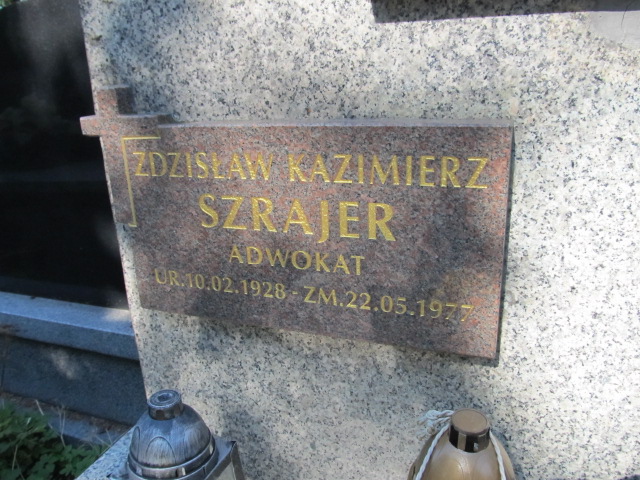 ZDZISŁAW KAZIMIERZ
SZRAJER
ADWOKAT
UR.10.02.1928 - ZM.22.05.1977